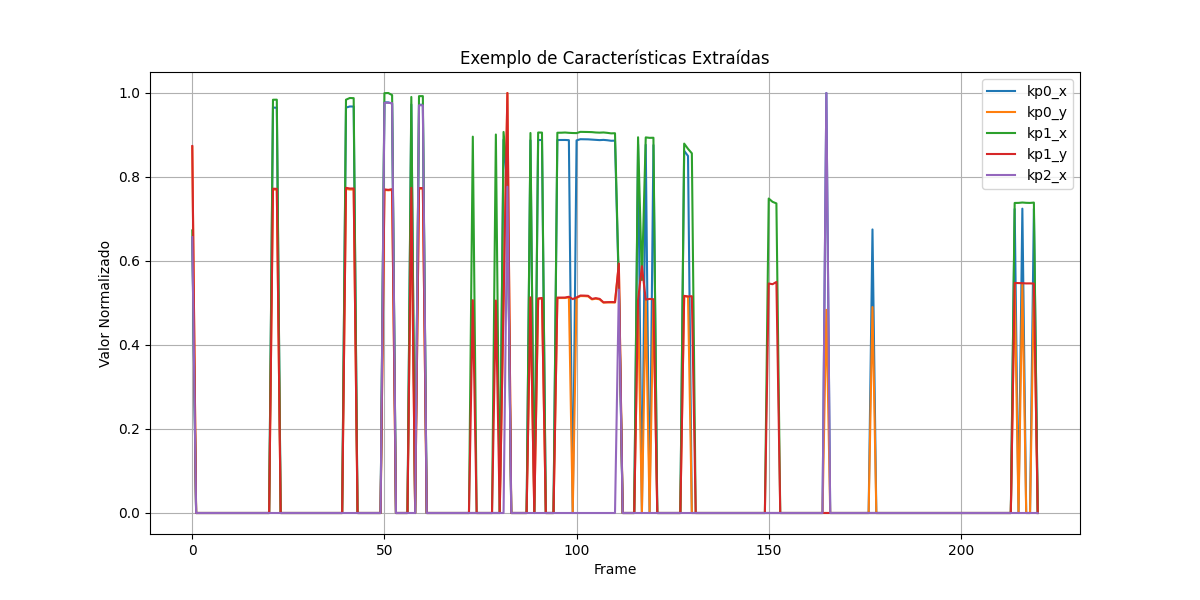 Exemplo de Características Extraídas
Valor Normalizado
1.0
0.8
0.6
0.4
0.2
0.0
0
50
100
150
200
Frame
kp0_x
kp0_y
kp1_x
kp1_y
kp2_x